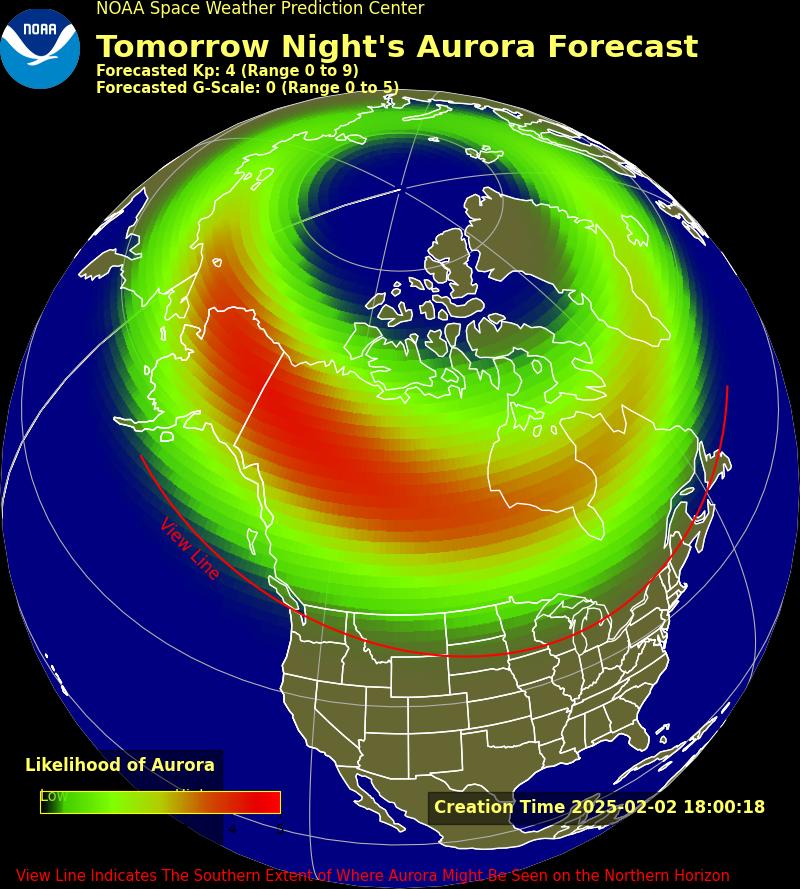 NOAA Space Weather Prediction Center
NOAA
Tomorrow Night's Aurora Forecast
Forecasted Kp: 4 (Range 0 to 9)
Forecasted G-Scale: 0 (Range 0 to 5)
View Line
Likelihood of Aurora
Low
4
Creation Time 2025-02-02 18:00:18
View Line Indicates The Southern Extent of Where Aurora Might Be Seen on the Northern Horizon